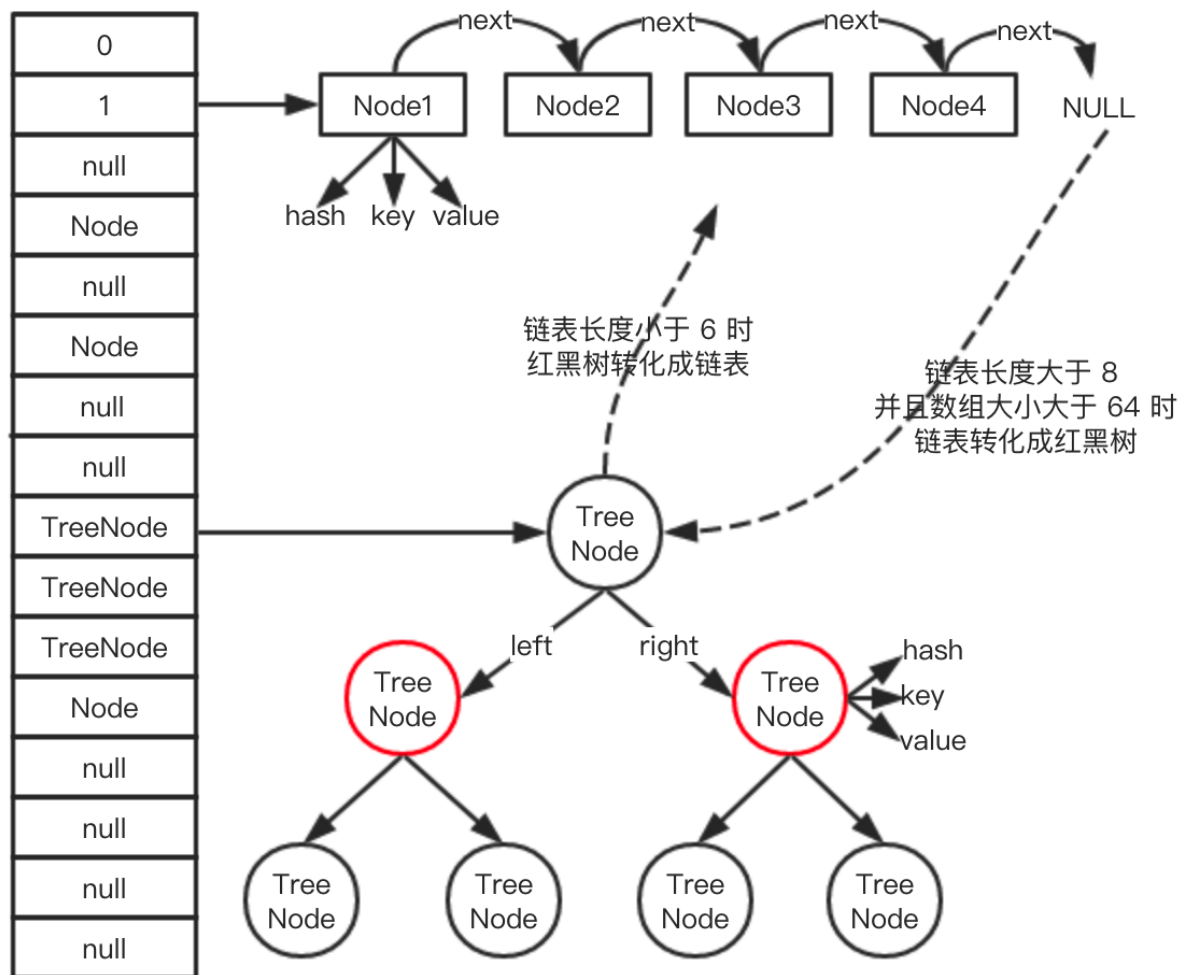 0
1
null
Node
null
Node
null
null
TreeNode
TreeNode
TreeNode
Node
null
null
null
null
next
next
next
next
Node1
Node2
Node3
Node4
NULL
hash
key
value
链表长度小于 6 时
红黑树转化成链表
链表长度大于 8
并且数组大小大于 64 时
链表转化成红黑树
Tree
Node
left
right
Tree
Node
Tree
Node
hash
key
value
Tree
Node
Tree
Node
Tree
Node
Tree
Node